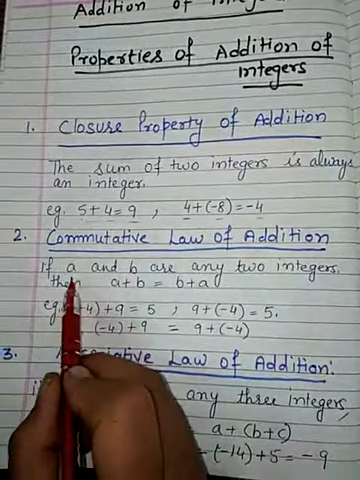 Addition of
Properties of Addition of
Integers
1. Closure Property of Addition
The sum of two integers is always
an integer.
eg. 5+4=9 , 4+(-8)=-4
2. Commutative Law of Addition
if a and b are any two integers.
then a+b = b+a
eg. +9 = 5 ; 9+(-4) = 5.
(-4)+9 = 9+(-4)
3. Law of Addition:
any three integers,
a+(b+c)
(-14)+5 = -9